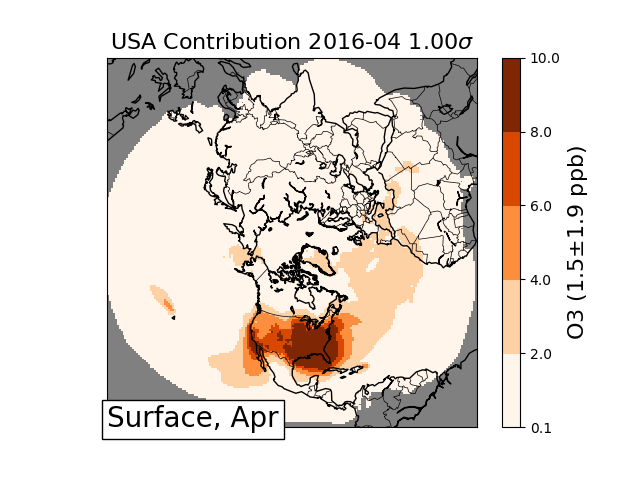 USA Contribution 2016-04 1.00σ
10.0
8.0
6.0
4.0
2.0
0.1
O3 (1.5±1.9 ppb)
Surface, Apr